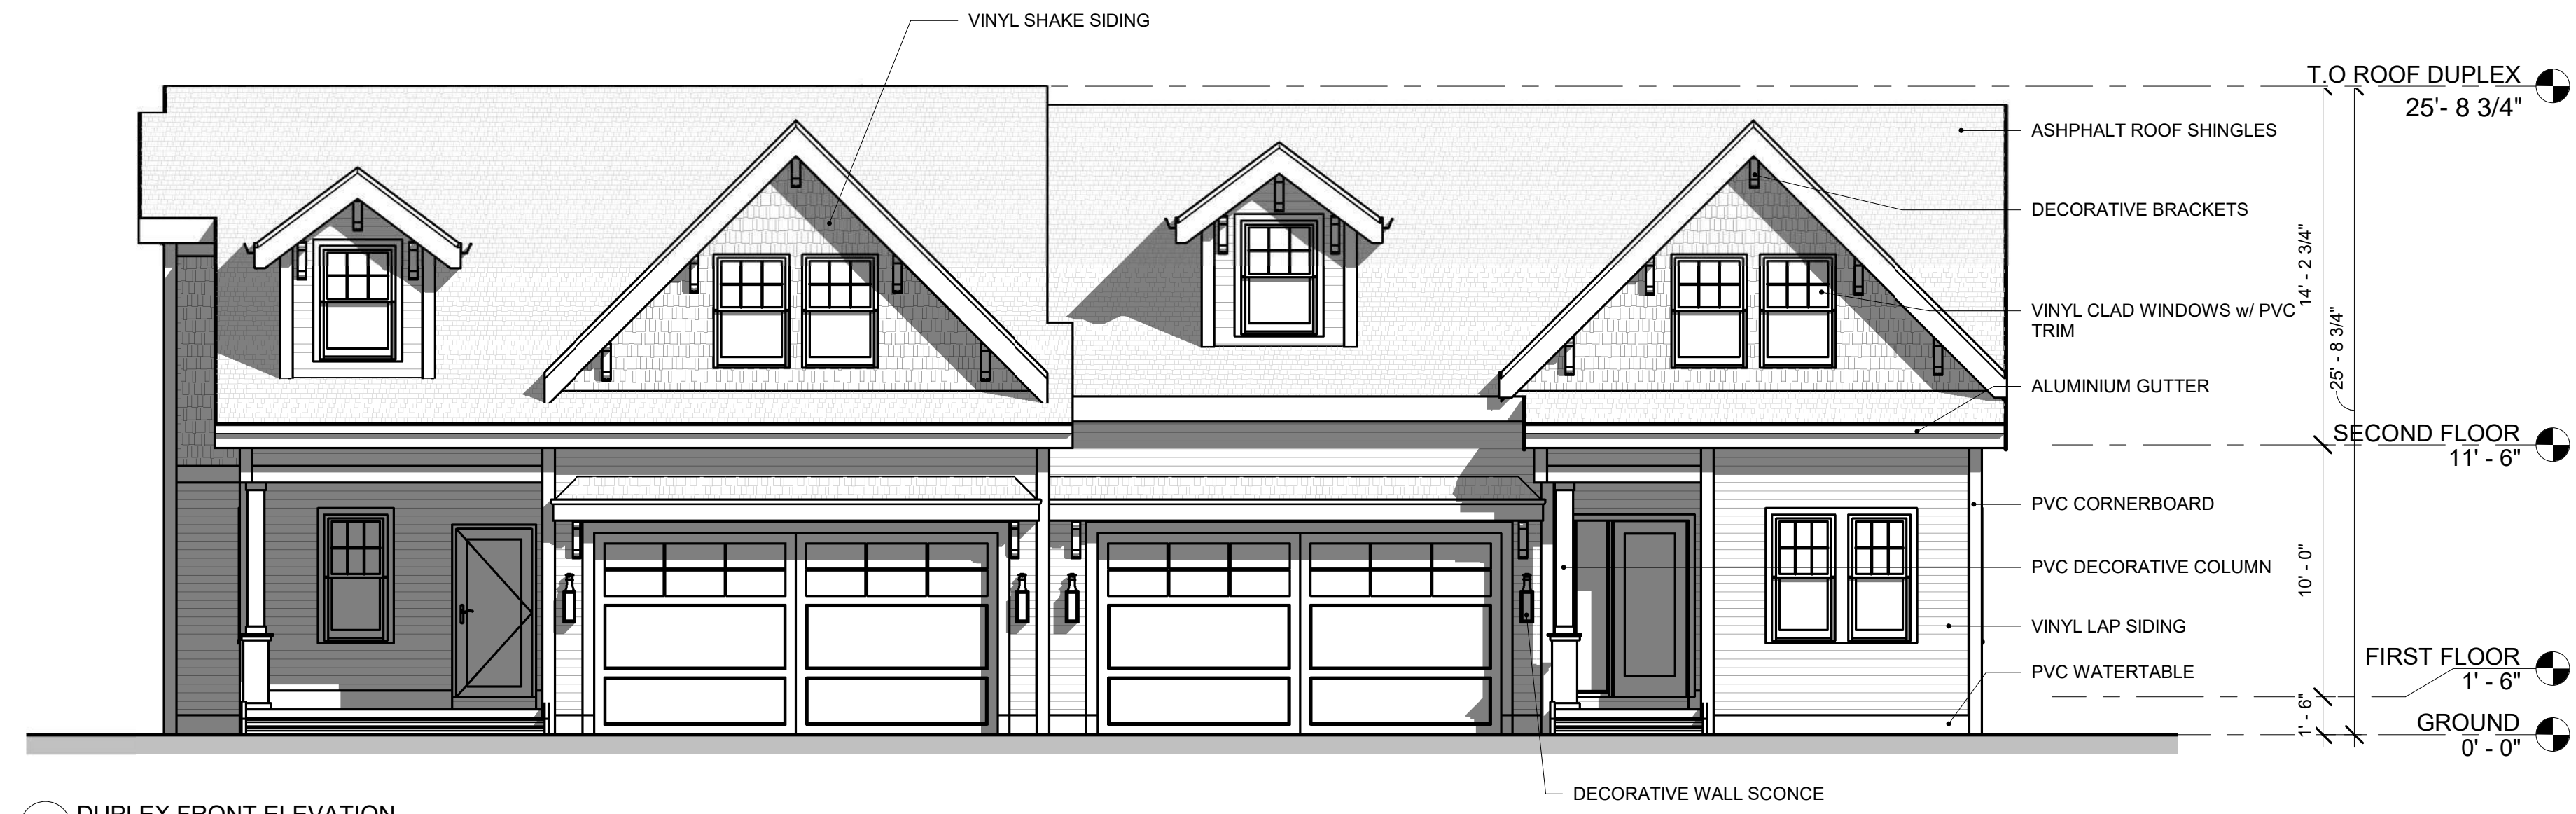 VINYL SHAKE SIDING
T.O ROOF DUPLEX
25'- 8 3/4"
ASHPHALT ROOF SHINGLES
DECORATIVE BRACKETS
14' - 2 3/4"
VINYL CLAD WINDOWS w/ PVC
TRIM
25' - 8 3/4"
ALUMINIUM GUTTER
SECOND FLOOR
11' - 6"
PVC CORNERBOARD
PVC DECORATIVE COLUMN
10' - 0"
VINYL LAP SIDING
FIRST FLOOR
1' - 6"
PVC WATERTABLE
1' - 6"
GROUND
0' - 0"
DECORATIVE WALL SCONCE
DUPLEX FRONT ELEVATION